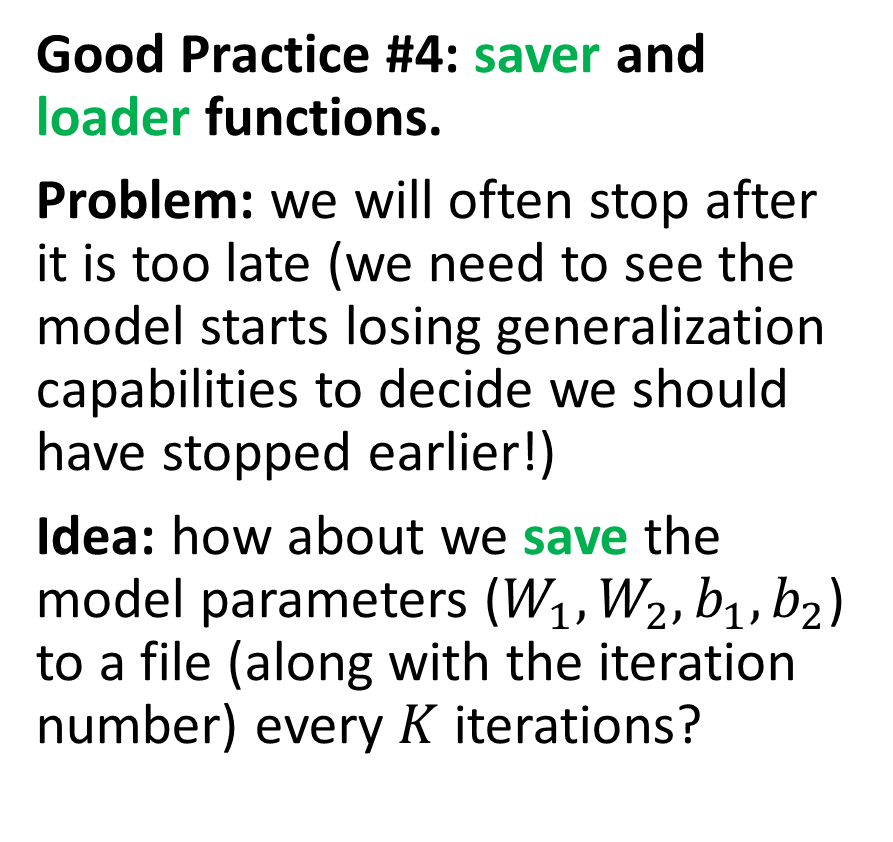 Good Practice #4: saver and
loader functions.
Problem: we will often stop after
it is too late (we need to see the
model starts losing generalization
capabilities to decide we should
have stopped earlier!)
Idea: how about we save the
model parameters (𝑊₁, 𝑊₂, 𝑏₁, 𝑏₂)
to a file (along with the iteration
number) every 𝐾 iterations?